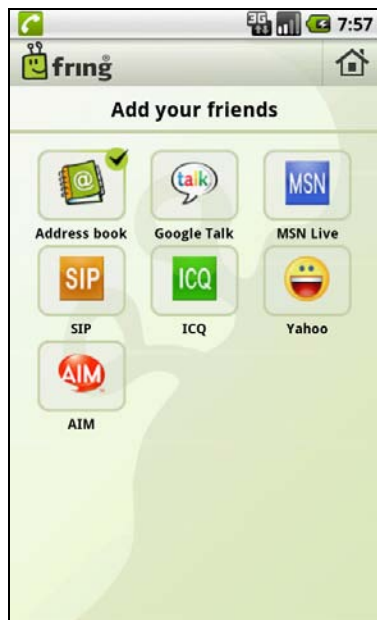 3G 7:57
fring
Add your friends
@ talk MSN
Address book Google Talk MSN Live
SIP ICQ
SIP ICQ Yahoo
AIM
AIM